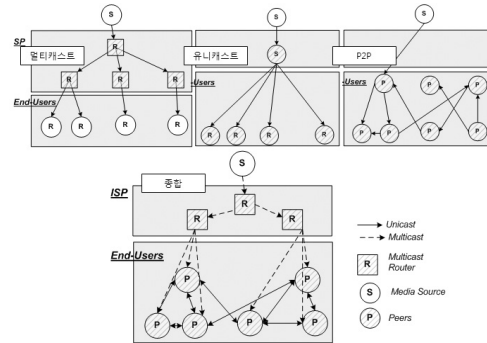 S
S
S
SP
R
멀티캐스트
유니캐스트
S
P2P
R
R
R
-Users
-Users
P
P
P
End-Users
R
R
R
R
R
R
R
R
P
P
P
P
S
종합
ISP
R
R
R
Unicast
Multicast
R
Multicast
Router
End-Users
P
P
S
Media Source
P
P
P
P
P
Peers